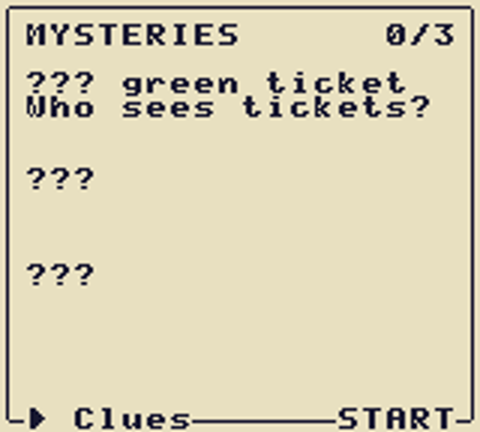 MYSTERIES 0/3
??? green ticket
Who sees tickets?
???
???
Clues START